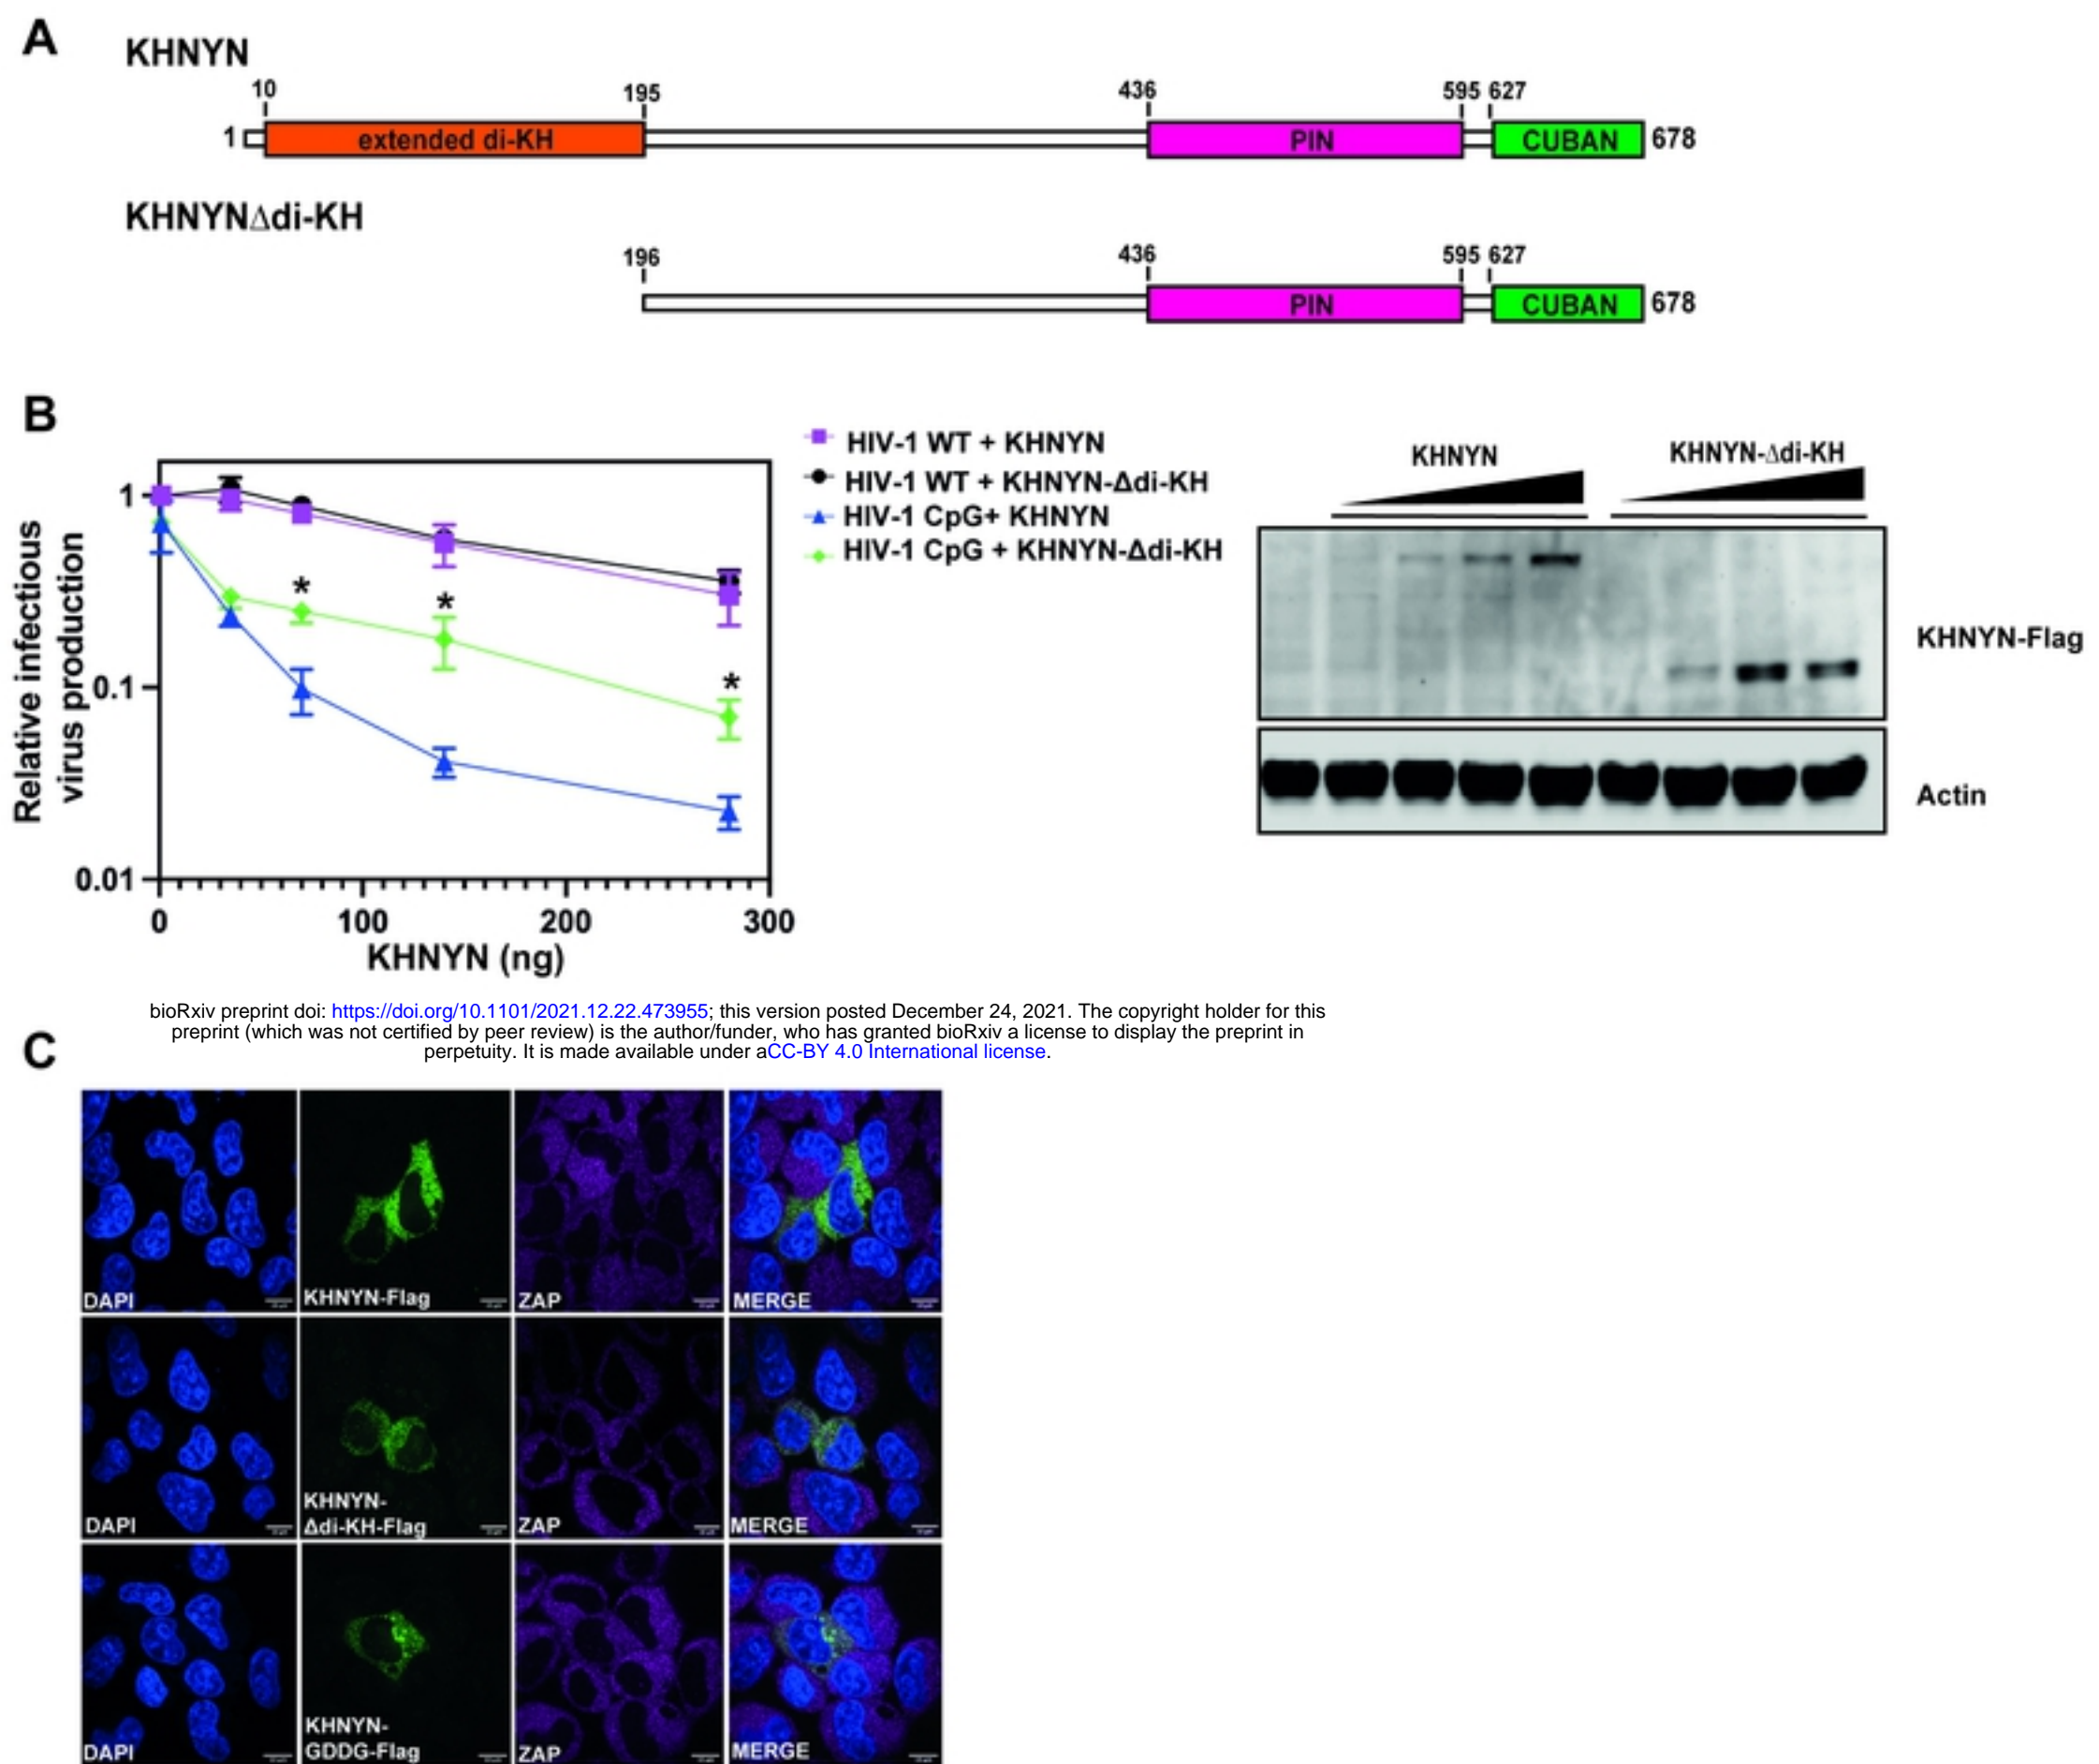 A
KHNYN
10 195 436 595 627
1 extended di-KH PIN CUBAN 678
KHNYNΔdi-KH
196 436 595 627
PIN CUBAN 678
B
Relative infectious
virus production
1
0.1
0.01
0 100 200 300
KHNYN (ng)
HIV-1 WT + KHNYN
HIV-1 WT + KHNYN-Δdi-KH
HIV-1 CpG+ KHNYN
HIV-1 CpG + KHNYN-Δdi-KH
* * *
KHNYN KHNYN-Δdi-KH
KHNYN-Flag
Actin
bioRxiv preprint doi: https://doi.org/10.1101/2021.12.22.473955; this version posted December 24, 2021. The copyright holder for this
preprint (which was not certified by peer review) is the author/funder, who has granted bioRxiv a license to display the preprint in
perpetuity. It is made available under aCC-BY 4.0 International license.
C
DAPI KHNYN-Flag ZAP MERGE
DAPI KHNYN-
Δdi-KH-Flag ZAP MERGE
DAPI KHNYN-
GDDG-Flag ZAP MERGE